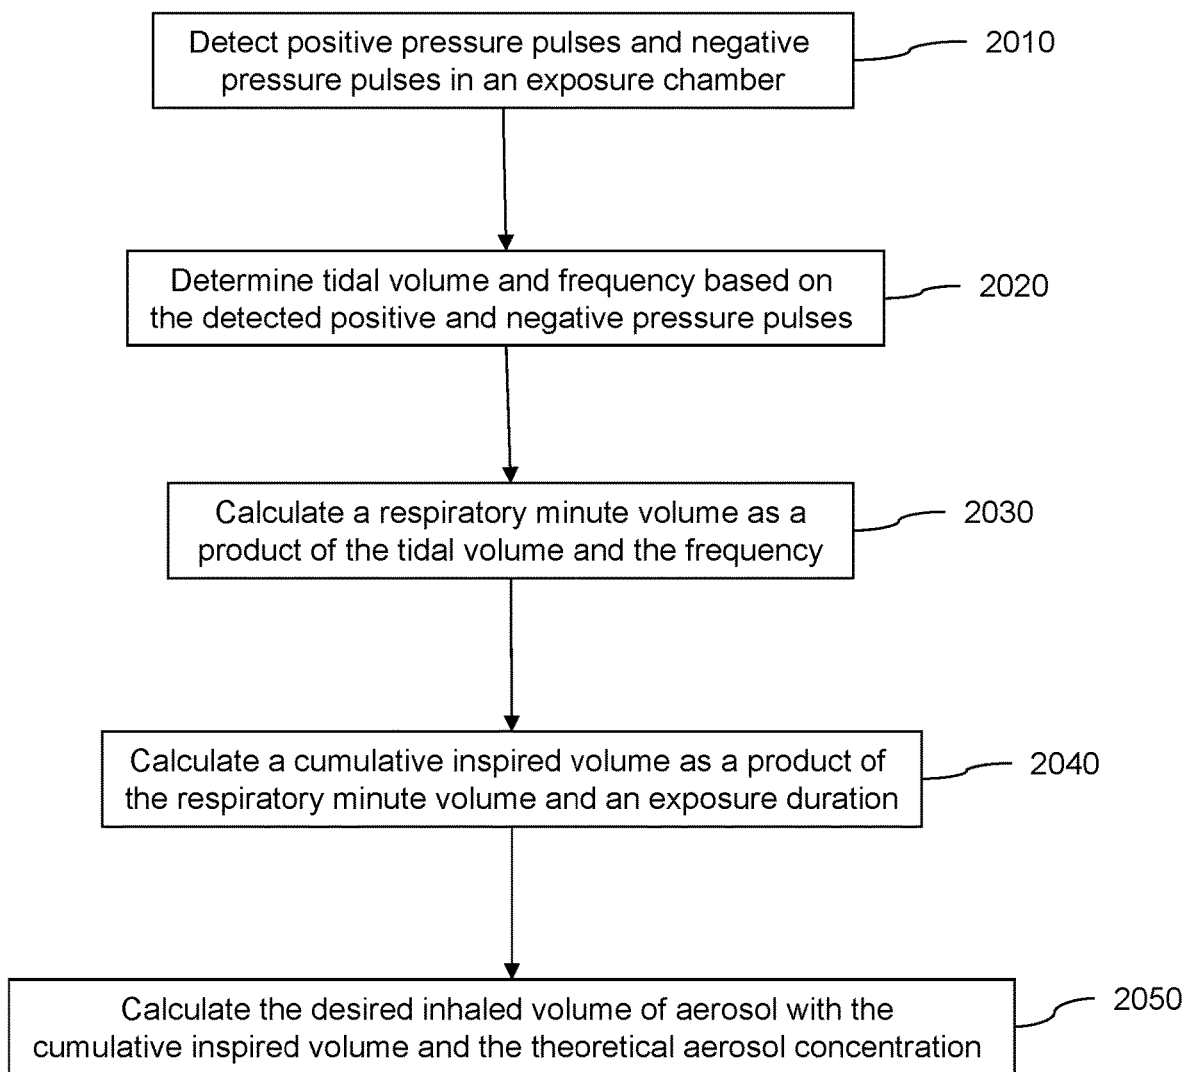 Detect positive pressure pulses and negative
pressure pulses in an exposure chamber
2010
Determine tidal volume and frequency based on
the detected positive and negative pressure pulses
2020
Calculate a respiratory minute volume as a
product of the tidal volume and the frequency
2030
Calculate a cumulative inspired volume as a product of
the respiratory minute volume and an exposure duration
2040
Calculate the desired inhaled volume of aerosol with the
cumulative inspired volume and the theoretical aerosol concentration
2050